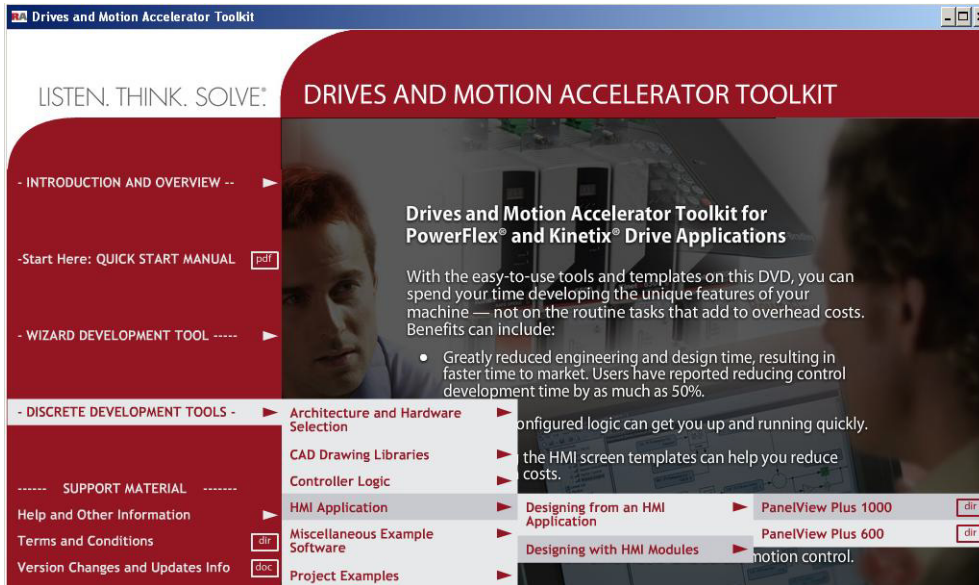 RA Drives and Motion Accelerator Toolkit
LISTEN. THINK. SOLVE.®
DRIVES AND MOTION ACCELERATOR TOOLKIT
- INTRODUCTION AND OVERVIEW --
-Start Here: QUICK START MANUAL pdf
- WIZARD DEVELOPMENT TOOL -----
- DISCRETE DEVELOPMENT TOOLS -
------ SUPPORT MATERIAL -------
Help and Other Information
Terms and Conditions dir
Version Changes and Updates Info doc
Drives and Motion Accelerator Toolkit for
PowerFlex® and Kinetix® Drive Applications
With the easy-to-use tools and templates on this DVD, you can
spend your time developing the unique features of your
machine — not on the routine tasks that add to overhead costs.
Benefits can include:
• Greatly reduced engineering and design time, resulting in
faster time to market. Users have reported reducing control
development time by as much as 50%.
logic can get you up and running quickly.
the HMI screen templates can help you reduce
costs.
motion control.
Architecture and Hardware
Selection
CAD Drawing Libraries
Controller Logic
HMI Application
Miscellaneous Example
Software
Project Examples
Designing from an HMI
Application
Designing with HMI Modules
PanelView Plus 1000 dir
PanelView Plus 600 dir